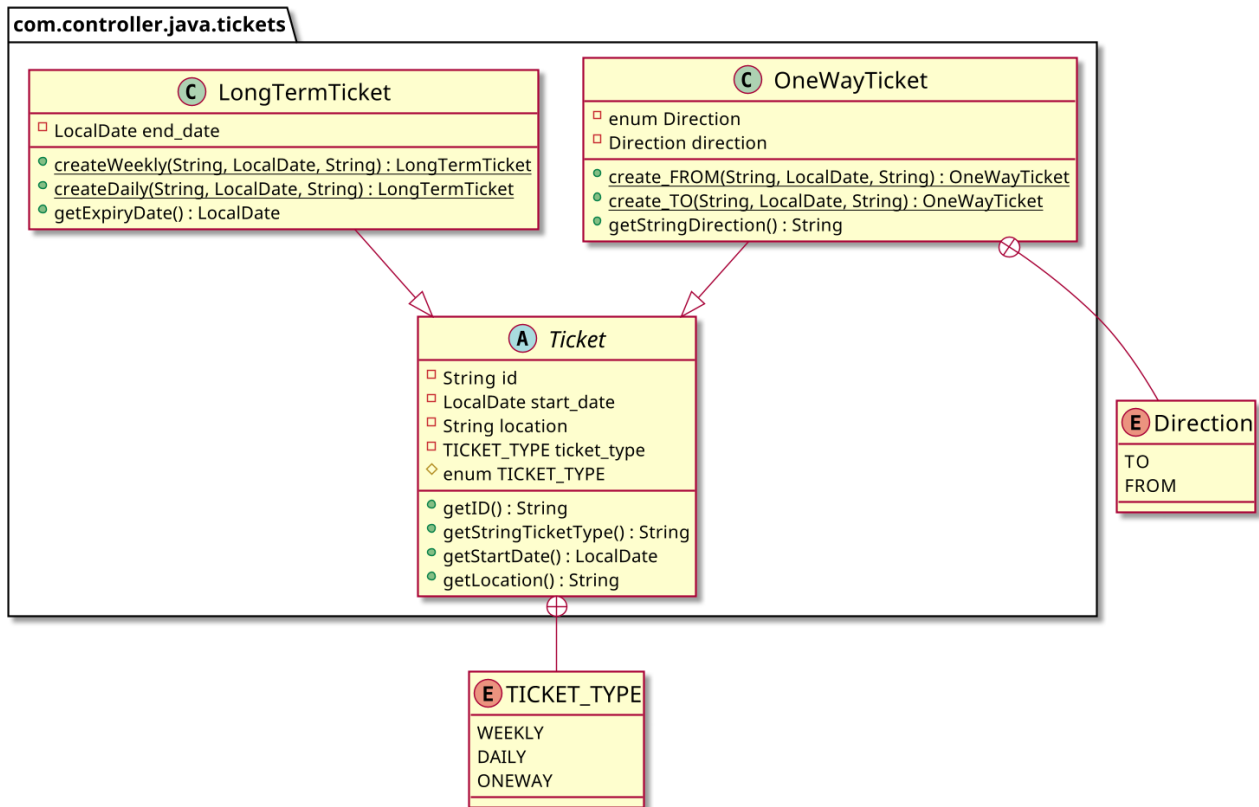 com.controller.java.tickets
C LongTermTicket
LocalDate end_date
createWeekly(String, LocalDate, String) : LongTermTicket
createDaily(String, LocalDate, String) : LongTermTicket
getExpiryDate() : LocalDate
C OneWayTicket
enum Direction
Direction direction
create_FROM(String, LocalDate, String) : OneWayTicket
create_TO(String, LocalDate, String) : OneWayTicket
getStringDirection() : String
A Ticket
String id
LocalDate start_date
String location
TICKET_TYPE ticket_type
enum TICKET_TYPE
getID() : String
getStringTicketType() : String
getStartDate() : LocalDate
getLocation() : String
E Direction
TO
FROM
E TICKET_TYPE
WEEKLY
DAILY
ONEWAY